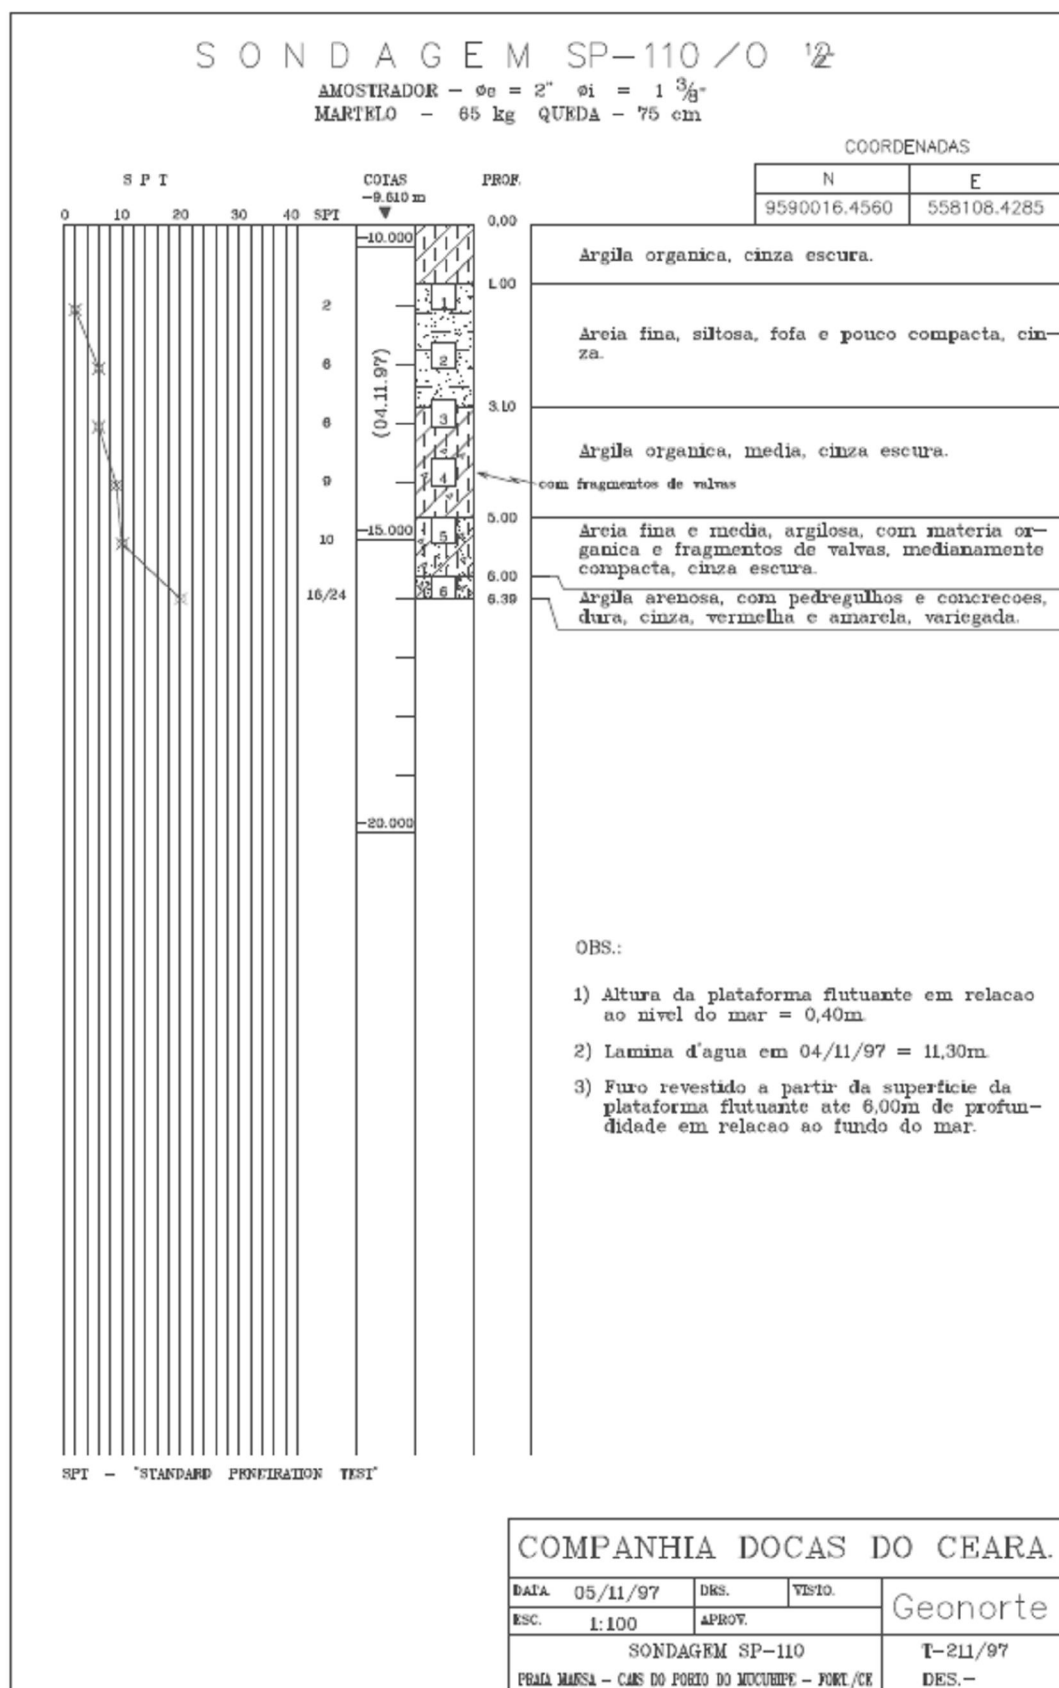 SONDAGEM SP-110/0 1/2
AMOSTRADOR - øe = 2" øi = 1 3/8"
MARTELO - 65 kg QUEDA - 75 cm
COORDENADAS
N E
9590016.4560 558108.4285
SPT COTAS PROF.
-9.610 m
0 10 20 30 40 SPT 0,00
-10.000
Argila organica, cinza escura.
1.00
2 1
Areia fina, siltosa, fofa e pouco compacta, cin-
za.
6 2
(04.11.97)
3.10
6 3
Argila organica, media, cinza escura.
9 4
com fragmentos de valvas
5.00
-15.000 5
10
Areia fina e media, argilosa, com materia or-
ganica e fragmentos de valvas, medianamente
compacta, cinza escura.
6.00
16/24 6 6.39
Argila arenosa, com pedregulhos e concrecoes,
dura, cinza, vermelha e amarela, variegada.
-20.000
OBS.:
1) Altura da plataforma flutuante em relacao
ao nivel do mar = 0,40m
2) Lamina d'agua em 04/11/97 = 11,30m
3) Furo revestido a partir da superficie da
plataforma flutuante ate 6,00m de profun-
didade em relacao ao fundo do mar.
SPT - "STANDARD PENETRATION TEST"
COMPANHIA DOCAS DO CEARA.
DATA 05/11/97 DES. VISTO.
Geonorte
ESC. 1:100 APROV.
SONDAGEM SP-110 T-211/97
PRAIA MANSA - CAIS DO PORTO DO MUCURIPE - FORT./CE DES.-